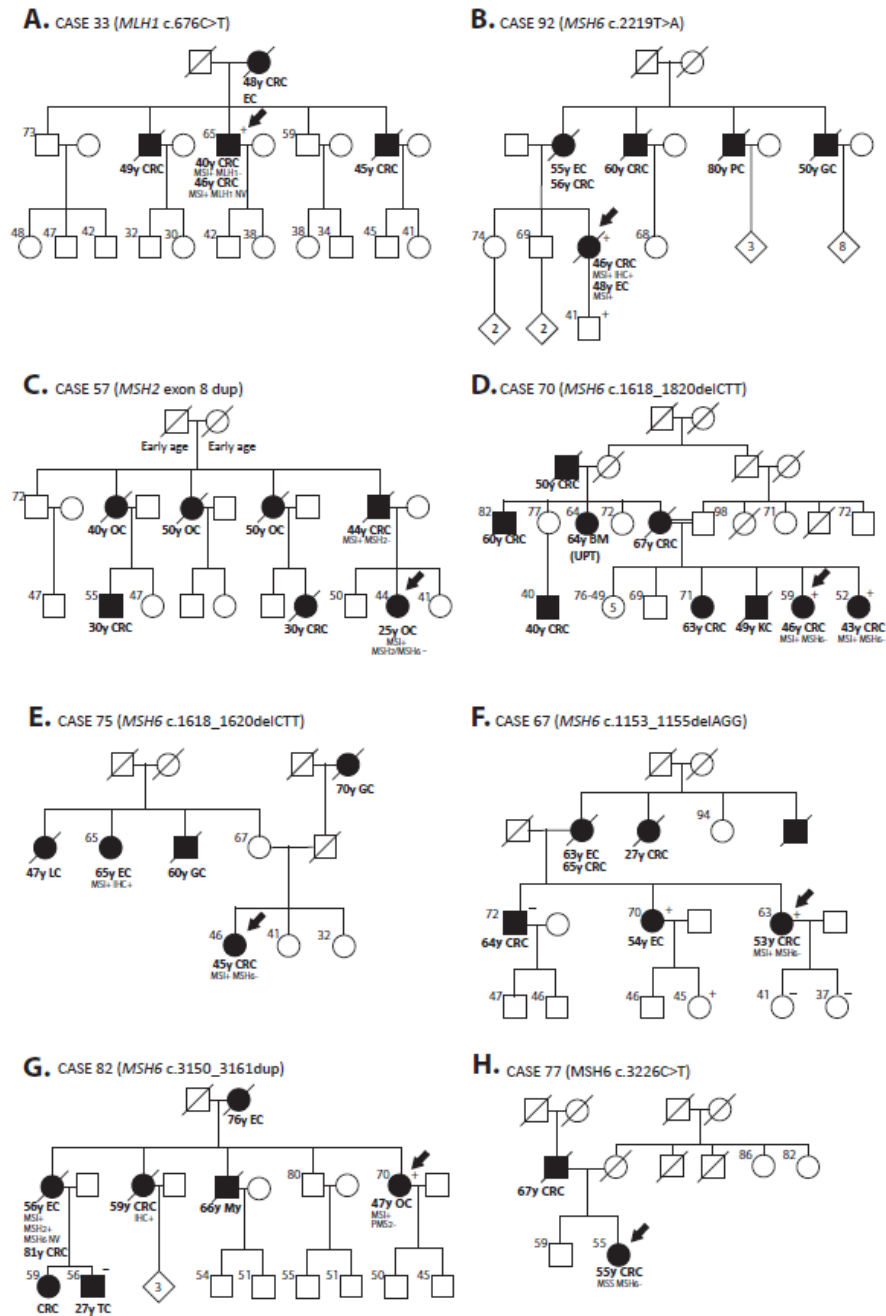 A. CASE 33 (MLH1 c.676C>T)
48y CRC
EC
73
65 +
59
49y CRC
40y CRC
MSI+ MLH1-
46y CRC
MSI+ MLH1 NV
45y CRC
48 47 42 32 30 42 38 38 34 45 41
B. CASE 92 (MSH6 c.2219T>A)
55y EC
56y CRC
60y CRC
80y PC
50y GC
74 69 + 68
46y CRC
MSI+ IHC+
48y EC
MSI+
3
8
2
2
41 +
C. CASE 57 (MSH2 exon 8 dup)
Early age Early age
72
40y OC
50y OC
50y OC
44y CRC
MSI+ MSH2-
47 55 47 50 44 41
30y CRC
30y CRC
25y OC
MSI+
MSH2/MSH6 -
D. CASE 70 (MSH6 c.1618_1820delCTT)
50y CRC
82 77 64 72 98 71 72
60y CRC
64y BM
(UPT)
67y CRC
40 76-49 69 71 59 + 52 +
5
40y CRC
63y CRC
49y KC
46y CRC
MSI+ MSH6-
43y CRC
MSI+ MSH6-
E. CASE 75 (MSH6 c.1618_1620delCTT)
70y GC
65 67
47y LC
65y EC
MSI+ IHC+
60y GC
46 41 32
45y CRC
MSI+ MSH6-
F. CASE 67 (MSH6 c.1153_1155delAGG)
94
63y EC
65y CRC
27y CRC
72 − 70 + 63 +
64y CRC
54y EC
53y CRC
MSI+ MSH6-
47 46 46 45 + 41 − 37 −
G. CASE 82 (MSH6 c.3150_3161dup)
76y EC
80 70 +
56y EC
MSI+
MSH2+
MSH6 NV
81y CRC
59y CRC
IHC+
66y My
47y OC
MSI+
PMS2-
59 56 −
3
54 51 55 51 50 45
CRC
27y TC
H. CASE 77 (MSH6 c.3226C>T)
86 82
67y CRC
59 55
55y CRC
MSS MSH6-